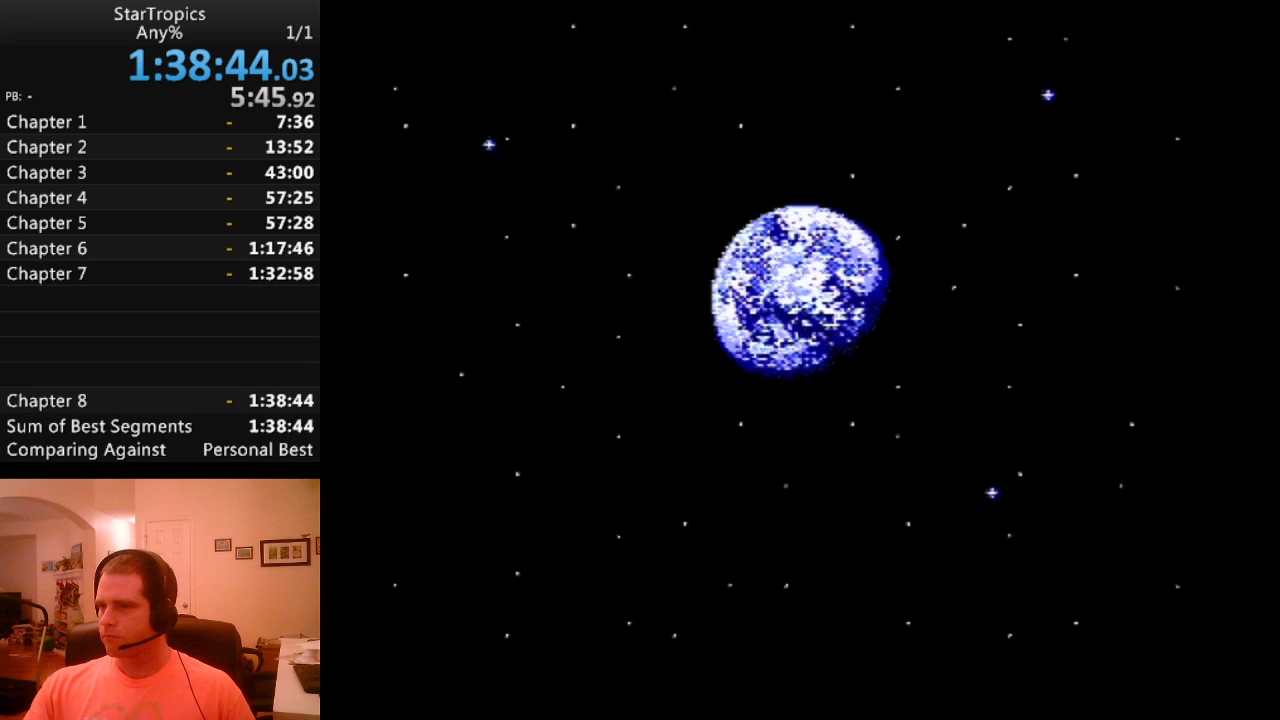 StarTropics
Any% 1/1
1:38:44.03
PB: - 5:45.92
Chapter 1 - 7:36
Chapter 2 - 13:52
Chapter 3 - 43:00
Chapter 4 - 57:25
Chapter 5 - 57:28
Chapter 6 - 1:17:46
Chapter 7 - 1:32:58
Chapter 8 - 1:38:44
Sum of Best Segments 1:38:44
Comparing Against Personal Best